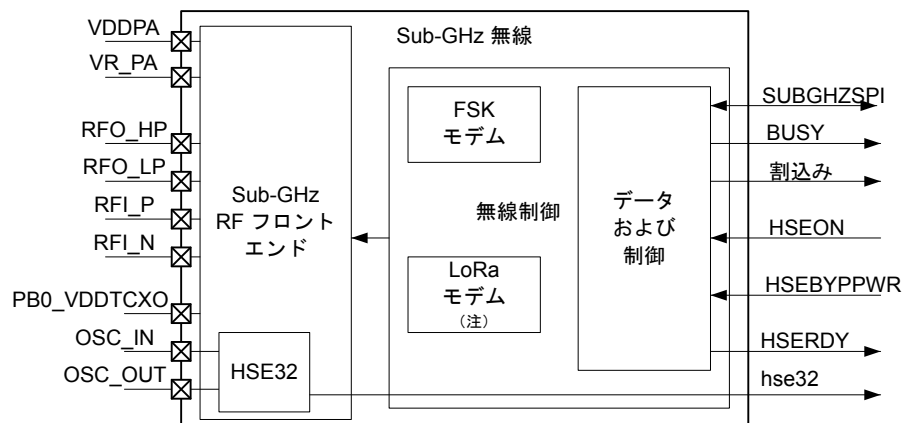 VDDPA
VR_PA
RFO_HP
RFO_LP
RFI_P
RFI_N
PB0_VDDTCXO
OSC_IN
OSC_OUT
Sub-GHz
RF フロント
エンド
HSE32
Sub-GHz 無線
FSK
モデム
無線制御
LoRa
モデム
(注)
データ
および
制御
SUBGHZSPI
BUSY
割込み
HSEON
HSEBYPPWR
HSERDY
hse32